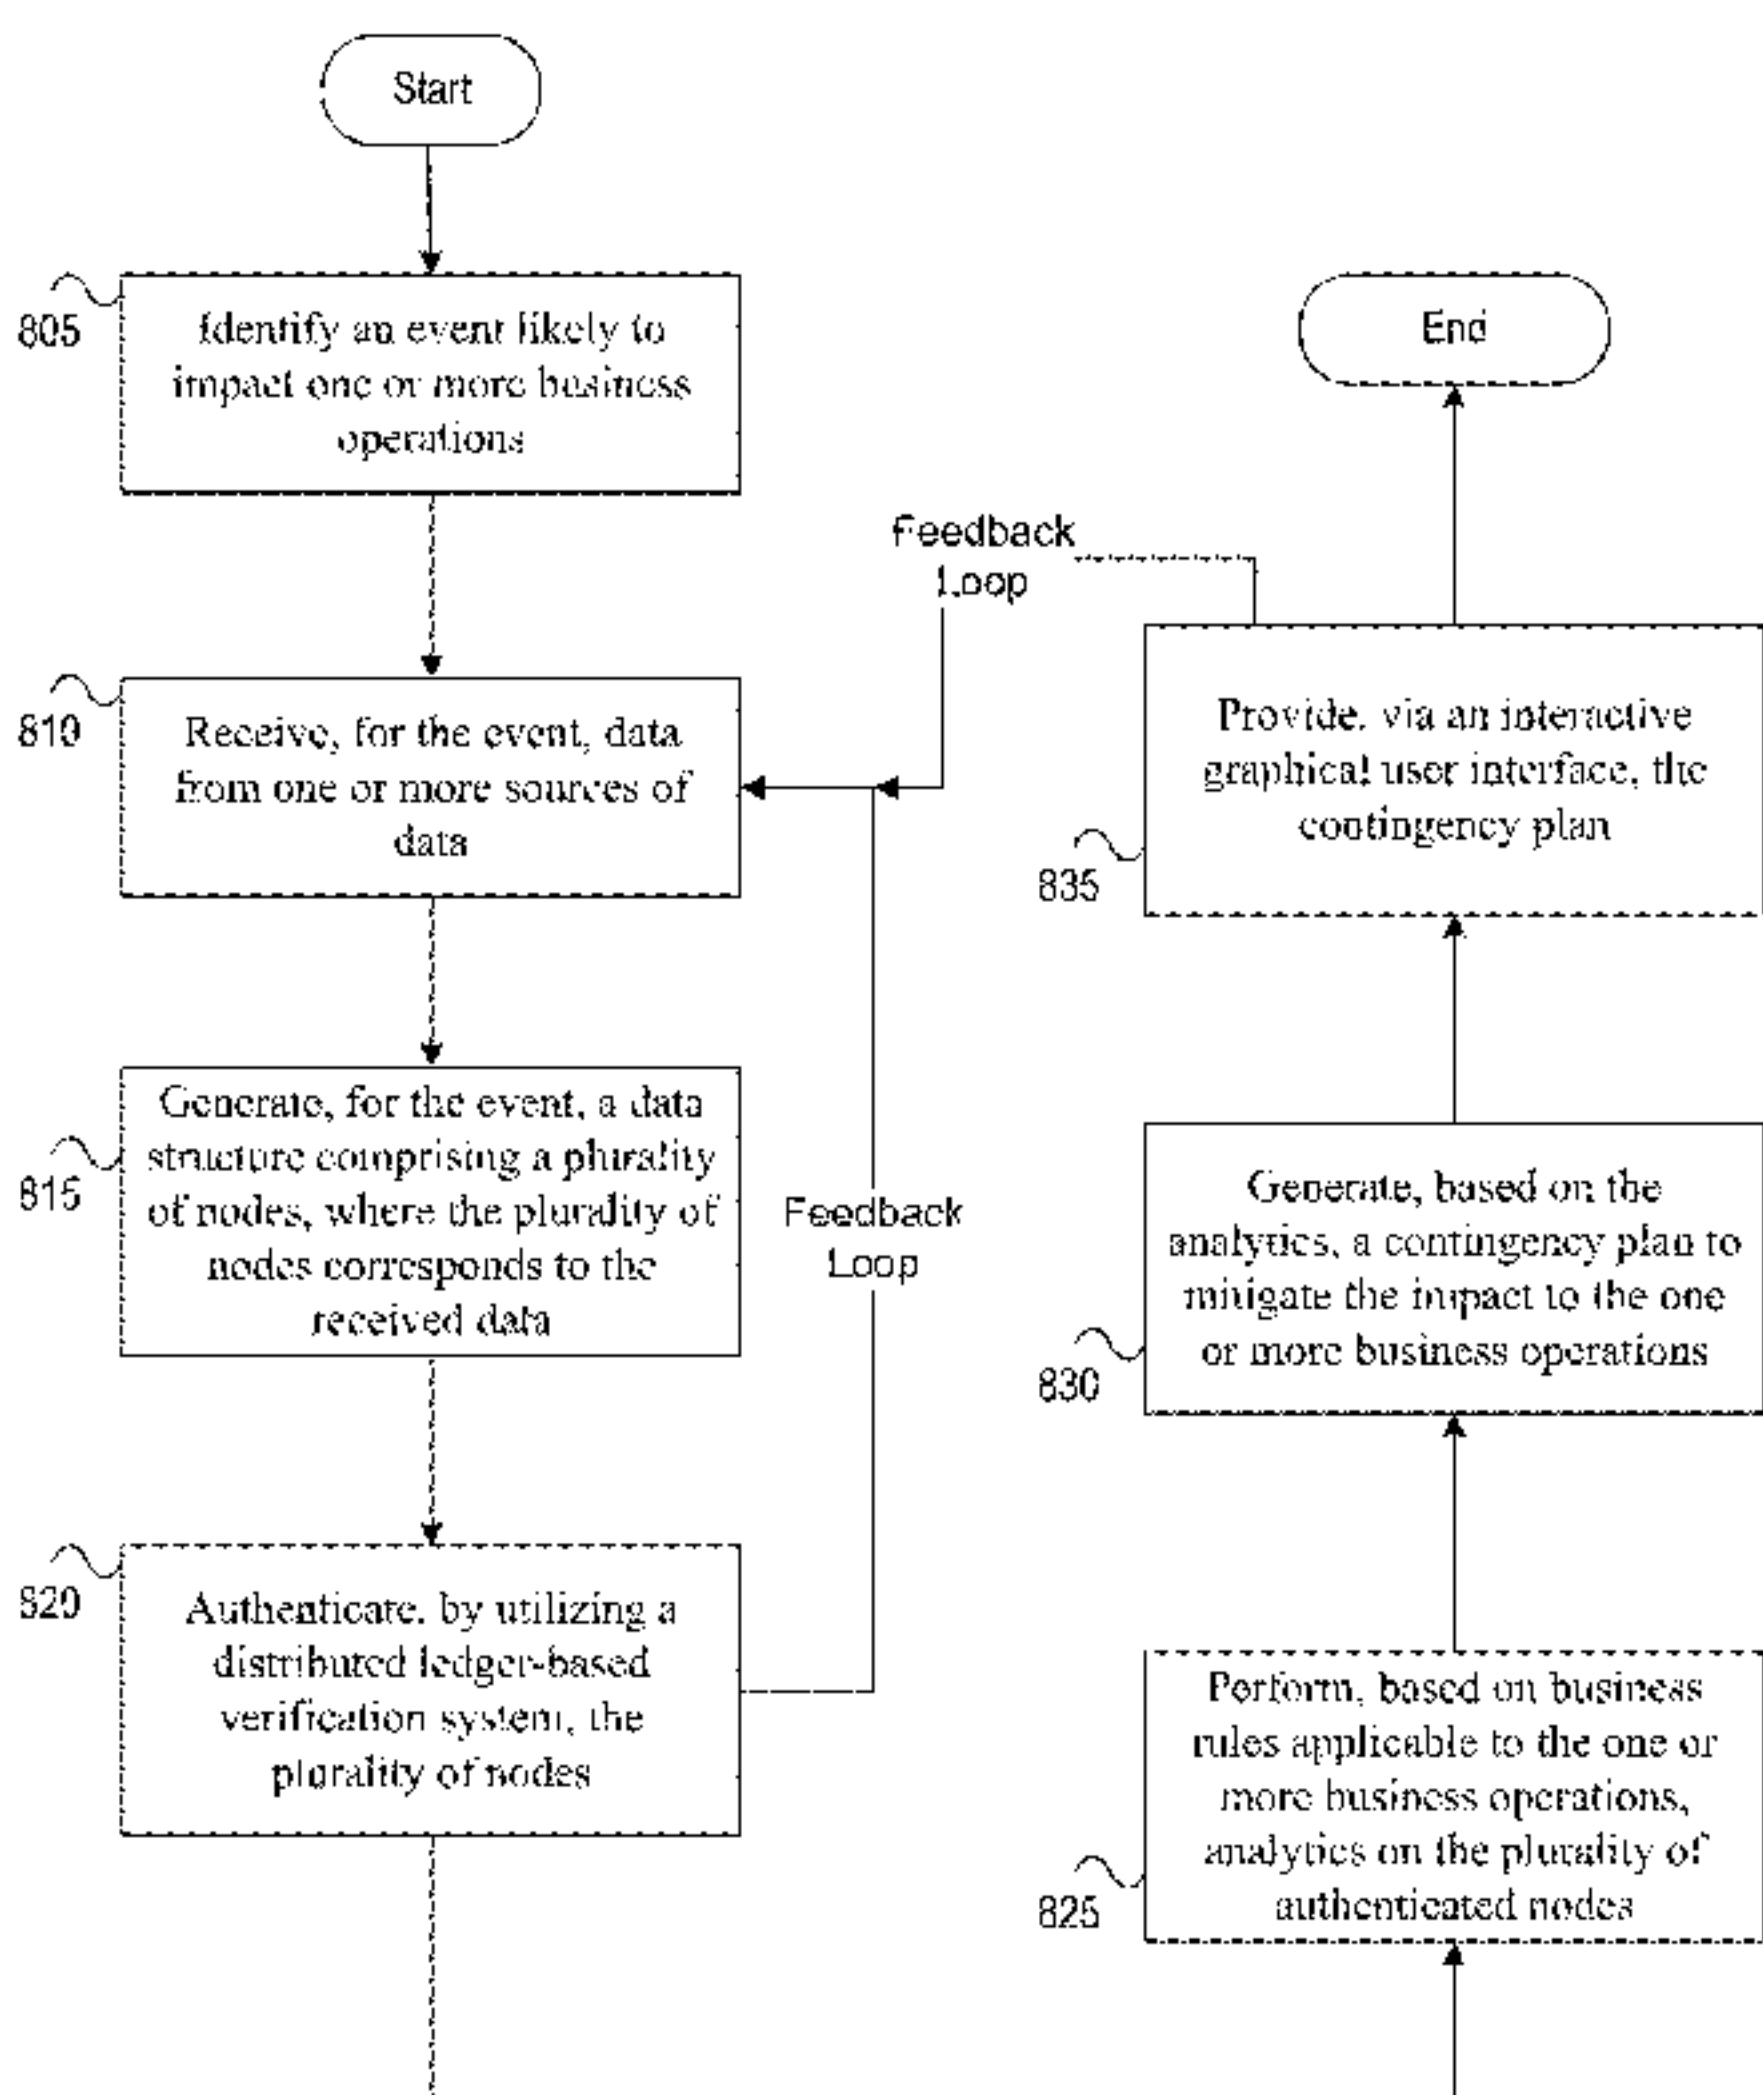 Start
805
Identify an event likely to
impact one or more business
operations
810
Receive, for the event, data
from one or more sources of
data
815
Generate, for the event, a data
structure comprising a plurality
of nodes, where the plurality of
nodes corresponds to the
received data
820
Authenticate, by utilizing a
distributed ledger-based
verification system, the
plurality of nodes
Feedback
Loop
Feedback
Loop
End
Provide, via an interactive
graphical user interface, the
contingency plan
835
Generate, based on the
analytics, a contingency plan to
mitigate the impact to the one
or more business operations
830
Perform, based on business
rules applicable to the one or
more business operations,
analytics on the plurality of
authenticated nodes
825